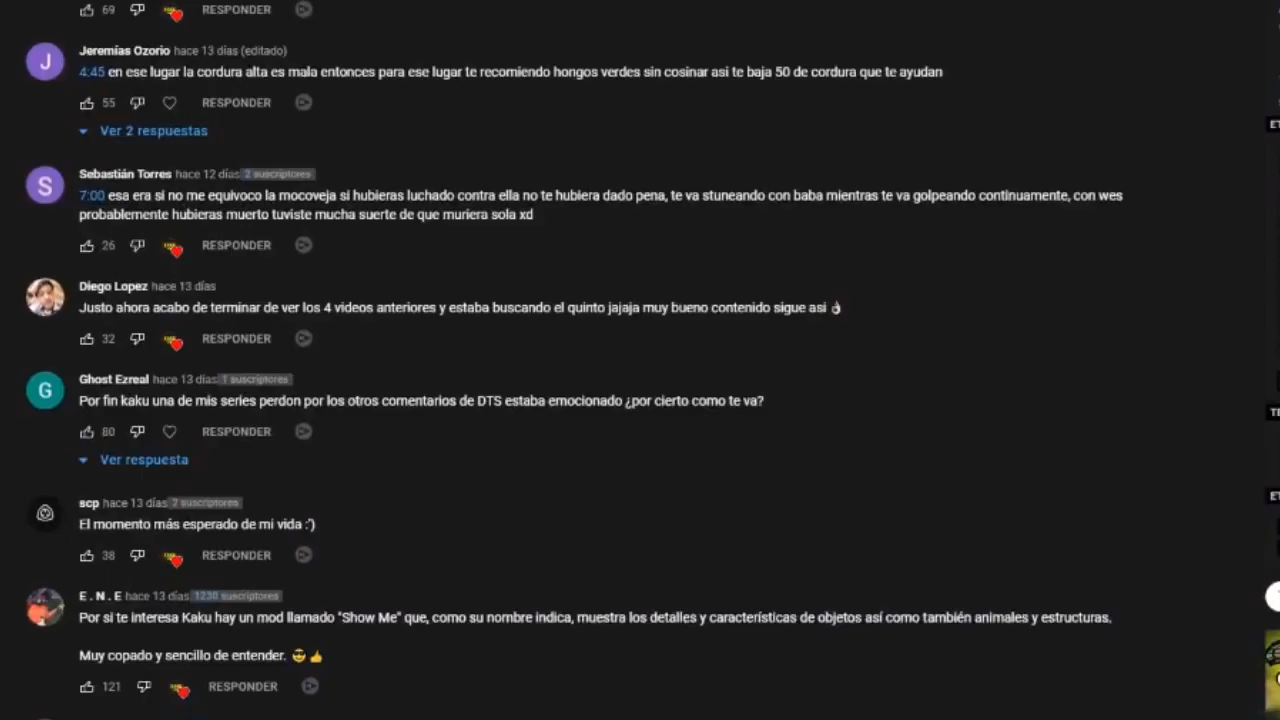 69 RESPONDER
Jeremías Ozorio hace 13 días (editado)
4:45 en ese lugar la cordura alta es mala entonces para ese lugar te recomiendo hongos verdes sin cosinar asi te baja 50 de cordura que te ayudan
55 RESPONDER
Ver 2 respuestas
S
Sebastián Torres hace 12 días 2 suscriptores
7:00 esa era si no me equivoco la mocoveja si hubieras luchado contra ella no te hubiera dado pena, te va stuneando con baba mientras te va golpeando continuamente, con wes
probablemente hubieras muerto tuviste mucha suerte de que muriera sola xd
26 RESPONDER
Diego Lopez hace 13 días
Justo ahora acabo de terminar de ver los 4 videos anteriores y estaba buscando el quinto jajaja muy bueno contenido sigue asi 👌
32 RESPONDER
G
Ghost Ezreal hace 13 días 1 suscriptores
Por fin kaku una de mis series perdon por los otros comentarios de DTS estaba emocionado ¿por cierto como te va?
80 RESPONDER
Ver respuesta
scp hace 13 días 2 suscriptores
El momento más esperado de mi vida :')
38 RESPONDER
E . N . E hace 13 días 1230 suscriptores
Por si te interesa Kaku hay un mod llamado "Show Me" que, como su nombre indica, muestra los detalles y características de objetos así como también animales y estructuras.
Muy copado y sencillo de entender. 😎👍
121 RESPONDER